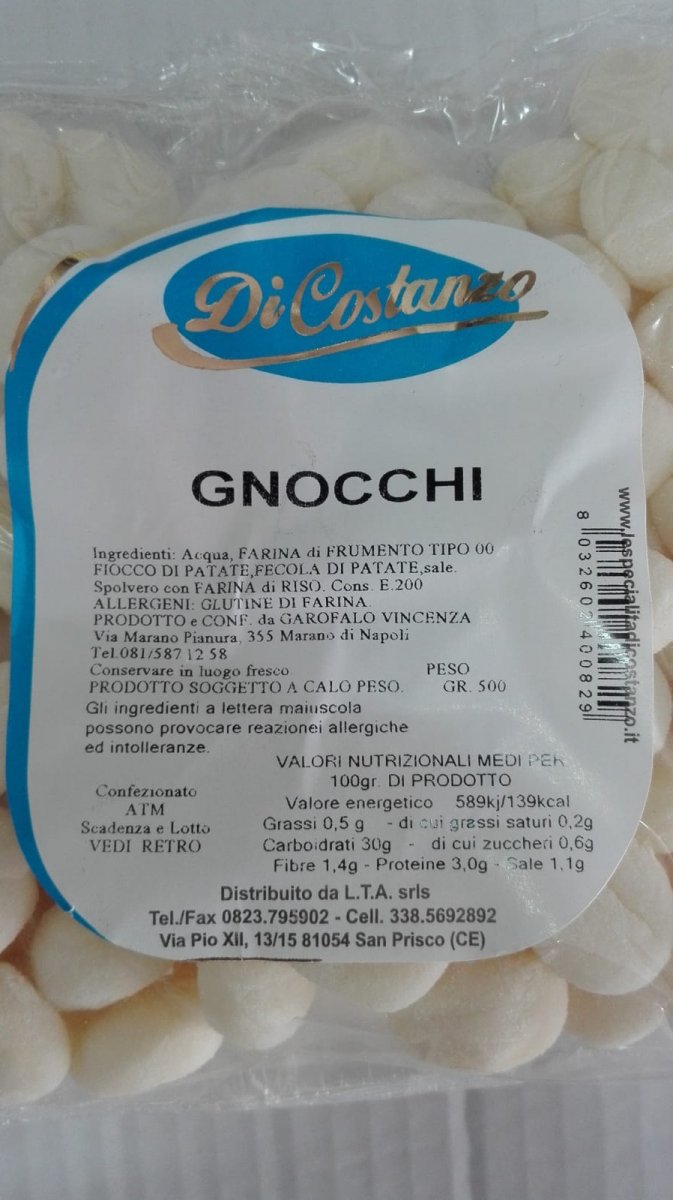 Di Costanzo
GNOCCHI
Ingredienti: Acqua, FARINA di FRUMENTO TIPO 00
FIOCCO DI PATATE,FECOLA DI PATATE,sale.
Spolvero con FARINA di RISO. Cons. E.200
ALLERGENI: GLUTINE DI FARINA.
PRODOTTO e CONF. da GAROFALO VINCENZA
Via Marano Pianura, 355 Marano di Napoli
Tel.081/587 12 58
Conservare in luogo fresco PESO
PRODOTTO SOGGETTO A CALO PESO. GR. 500
Gli ingredienti a lettera maiuscola
possono provocare reazionei allergiche
ed intolleranze.
VALORI NUTRIZIONALI MEDI PER
100gr. DI PRODOTTO
Confezionato
ATM
Scadenza e Lotto
VEDI RETRO
Valore energetico 589kj/139kcal
Grassi 0,5 g - di cui grassi saturi 0,2g
Carboidrati 30g - di cui zuccheri 0,6g
Fibre 1,4g - Proteine 3,0g - Sale 1,1g
Distribuito da L.T.A. srls
Tel./Fax 0823.795902 - Cell. 338.5692892
Via Pio XII, 13/15 81054 San Prisco (CE)
www.lespecialitadicostanzo.it
8 032602 400829